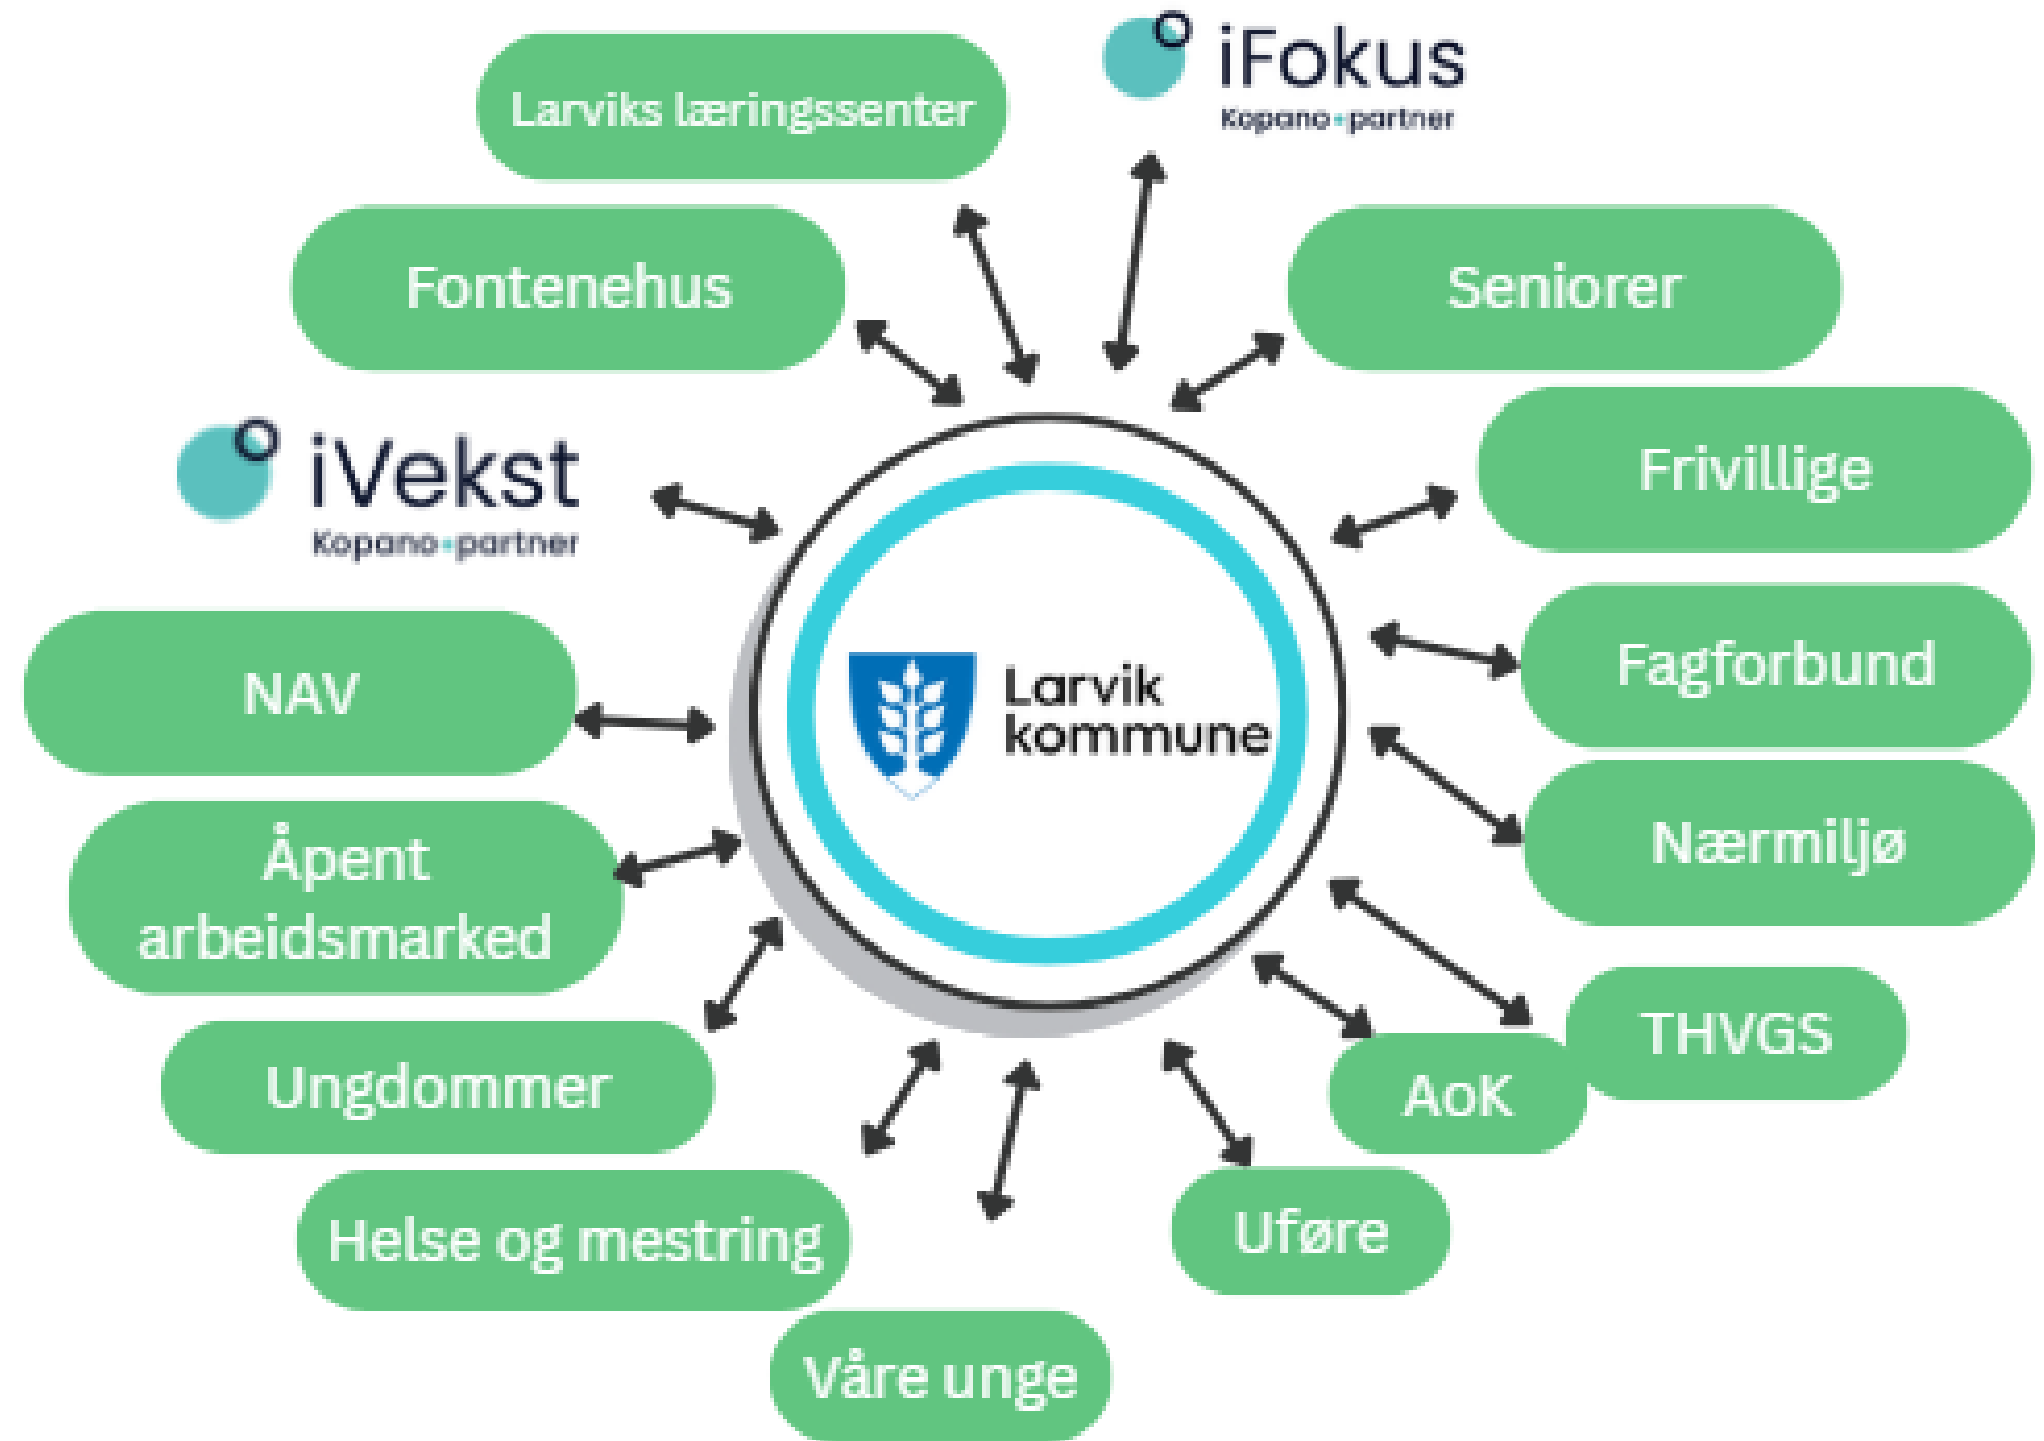 iFokus
Kopano+partner
Larviks læringssenter
Fontenehus
Seniorer
iVekst
Kopano+partner
Frivillige
NAV
Larvik
kommune
Fagforbund
Åpent
arbeidsmarked
Nærmiljø
Ungdommer
THVGS
AoK
Helse og mestring
Uføre
Våre unge